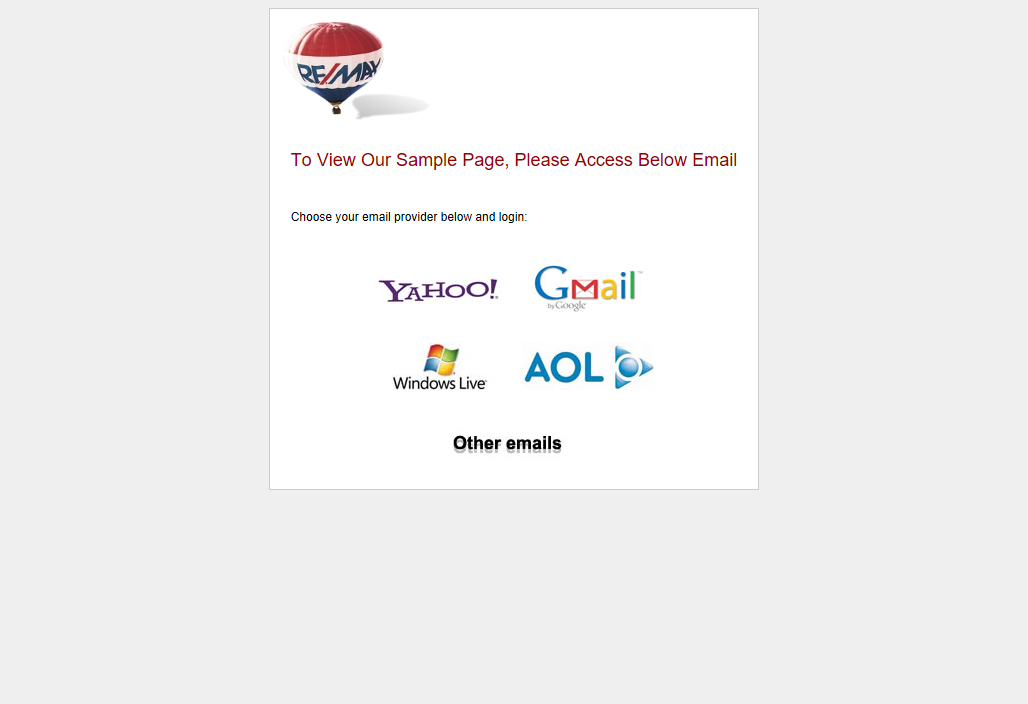 RE/MAX
To View Our Sample Page, Please Access Below Email
Choose your email provider below and login:
YAHOO!
Gmail™
by Google
Windows Live
AOL
Other emails